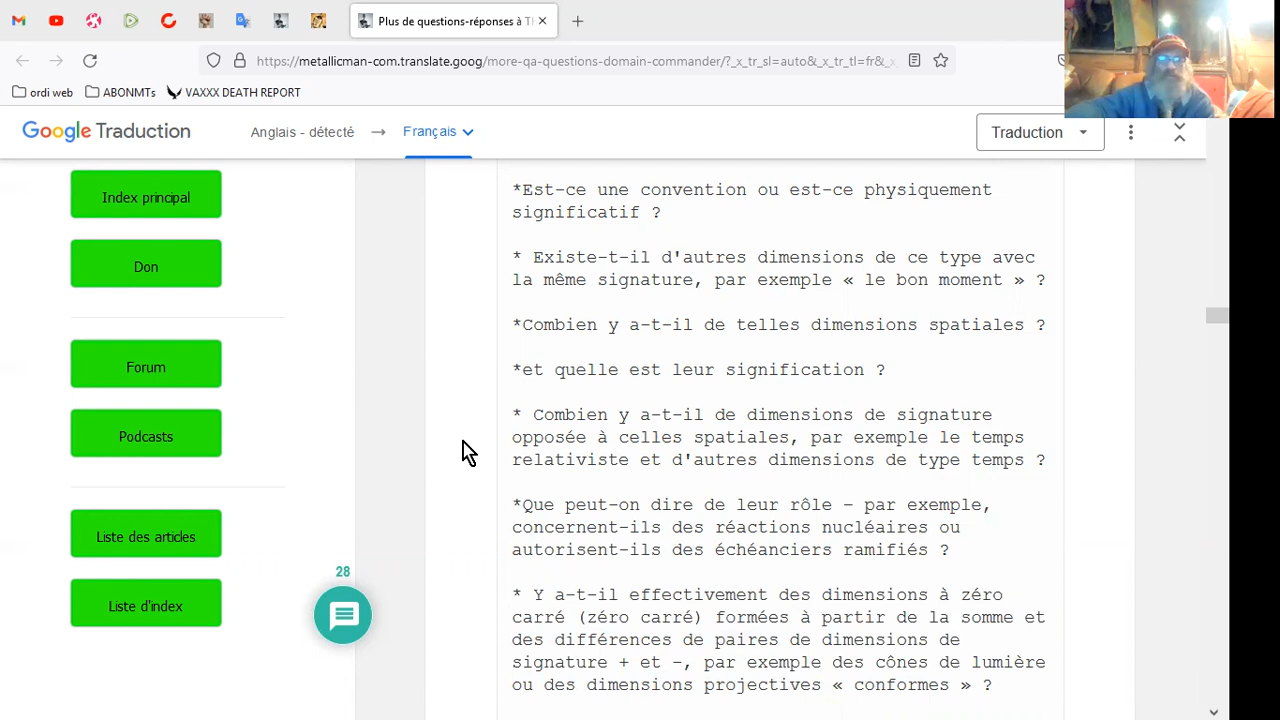 Plus de questions-réponses à Tl
https://metallicman-com.translate.goog/more-qa-questions-domain-commander/?_x_tr_sl=auto&_x_tr_tl=fr&_x_
ordi web
ABONMTs
VAXXX DEATH REPORT
Google Traduction
Anglais - détecté
Français
Traduction
Index principal
Don
Forum
Podcasts
Liste des articles
Liste d'index
28
*Est-ce une convention ou est-ce physiquement
significatif ?
* Existe-t-il d'autres dimensions de ce type avec
la même signature, par exemple « le bon moment » ?
*Combien y a-t-il de telles dimensions spatiales ?
*et quelle est leur signification ?
* Combien y a-t-il de dimensions de signature
opposée à celles spatiales, par exemple le temps
relativiste et d'autres dimensions de type temps ?
*Que peut-on dire de leur rôle – par exemple,
concernent-ils des réactions nucléaires ou
autorisent-ils des échéanciers ramifiés ?
* Y a-t-il effectivement des dimensions à zéro
carré (zéro carré) formées à partir de la somme et
des différences de paires de dimensions de
signature + et -, par exemple des cônes de lumière
ou des dimensions projectives « conformes » ?